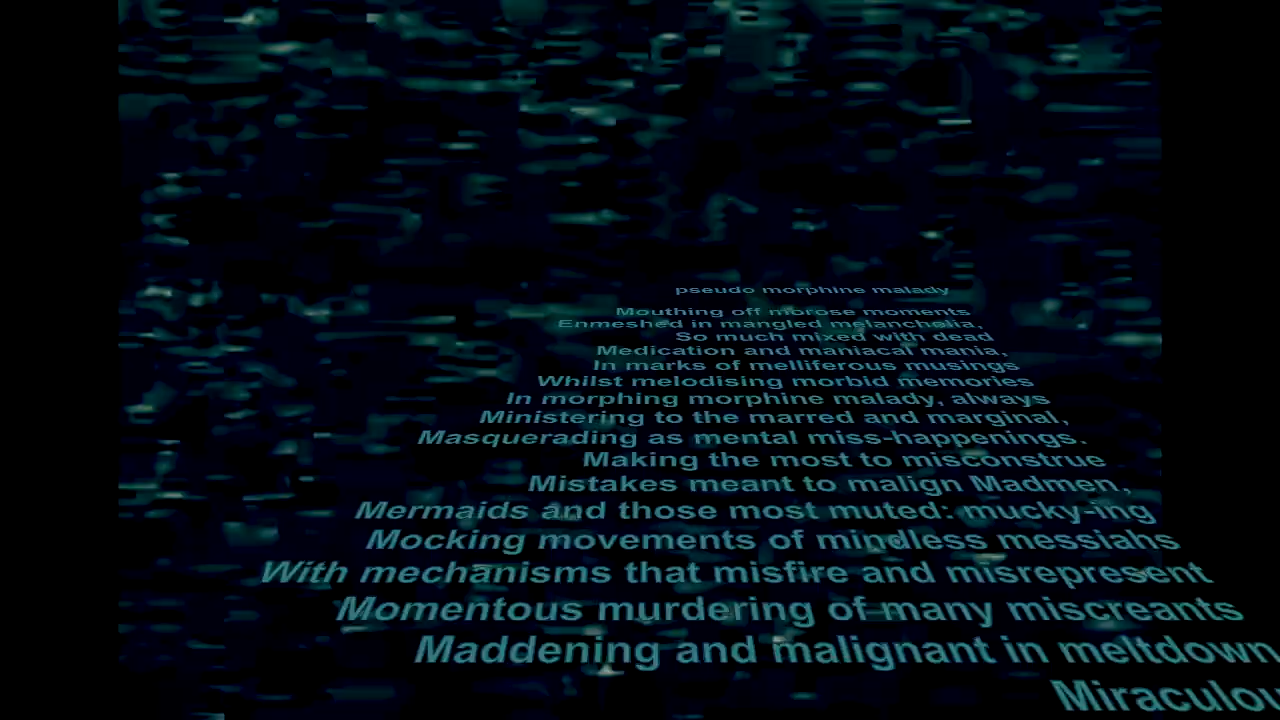 pseudo morphine malady
Mouthing off morose moments
Enmeshed in mangled melancholia,
So much mixed with dead
Medication and maniacal mania,
In marks of melliferous musings
Whilst melodising morbid memories
In morphing morphine malady, always
Ministering to the marred and marginal,
Masquerading as mental miss-happenings.
Making the most to misconstrue
Mistakes meant to malign Madmen,
Mermaids and those most muted: mucky-ing
Mocking movements of mindless messiahs
With mechanisms that misfire and misrepresent
Momentous murdering of many miscreants
Maddening and malignant in meltdown